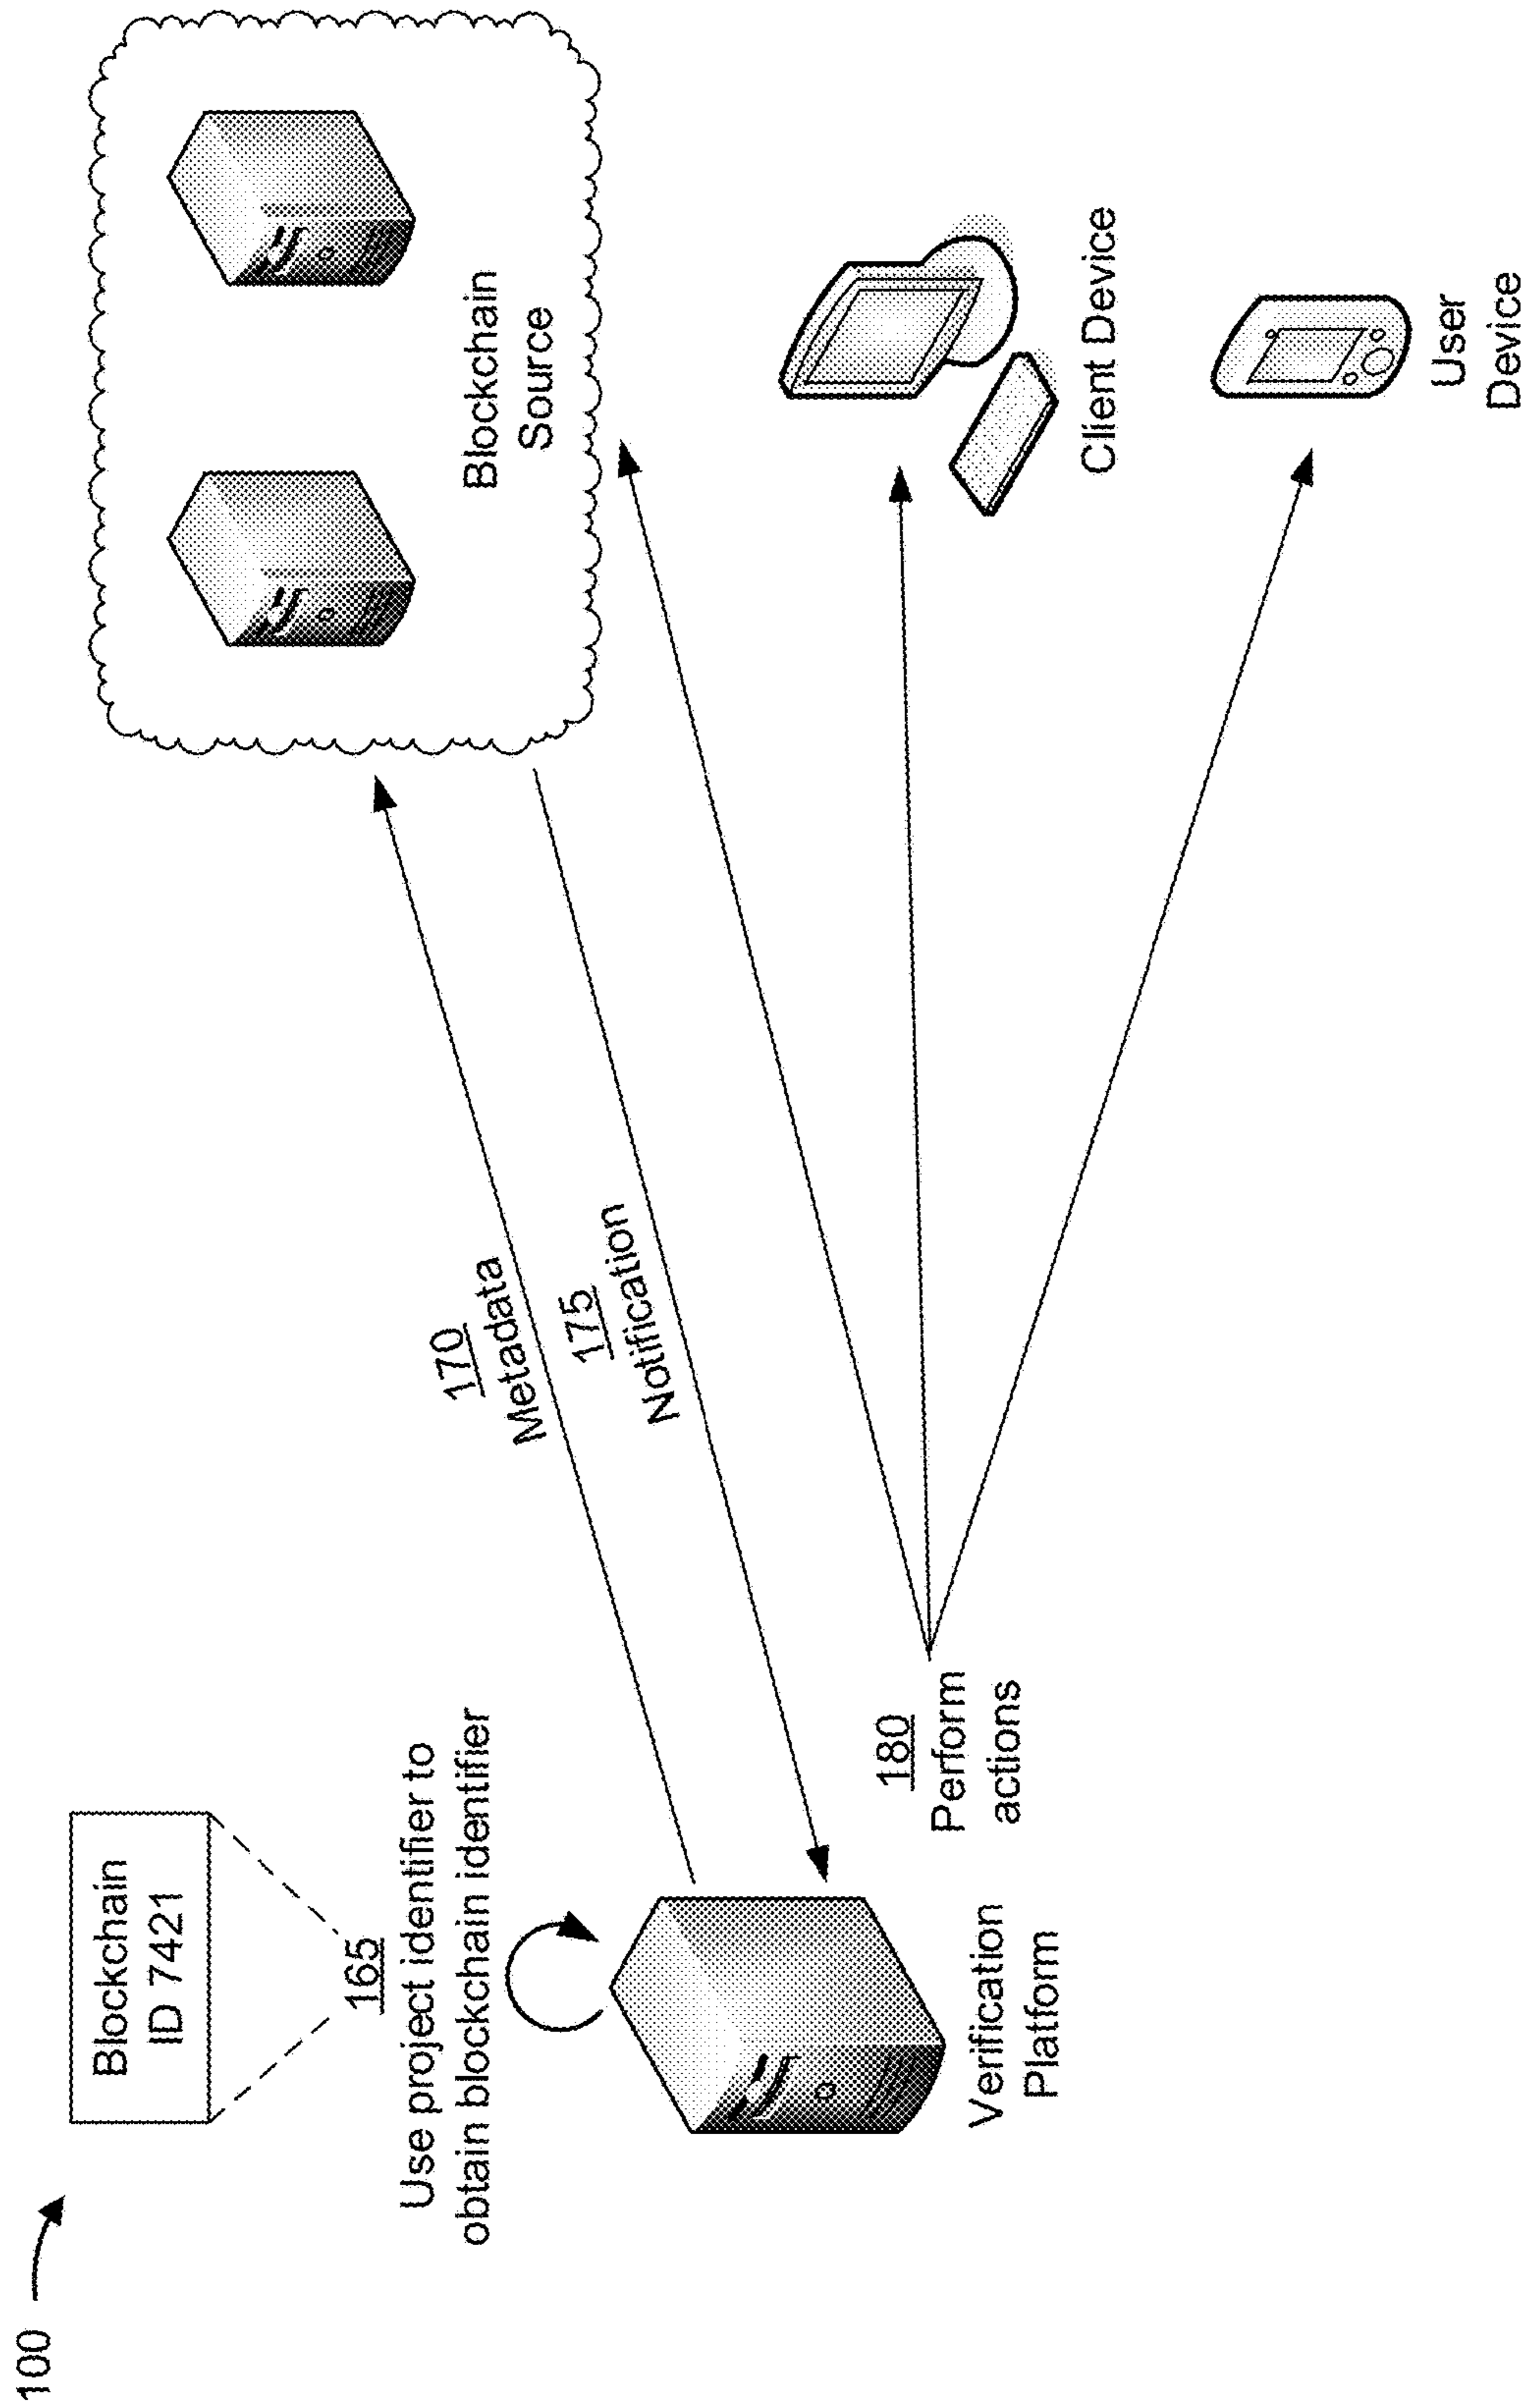 100
Blockchain
ID 7421
165
Use project identifier to
obtain blockchain identifier
Verification
Platform
170
Metadata
175
Notification
180
Perform
actions
Blockchain
Source
Client Device
User
Device